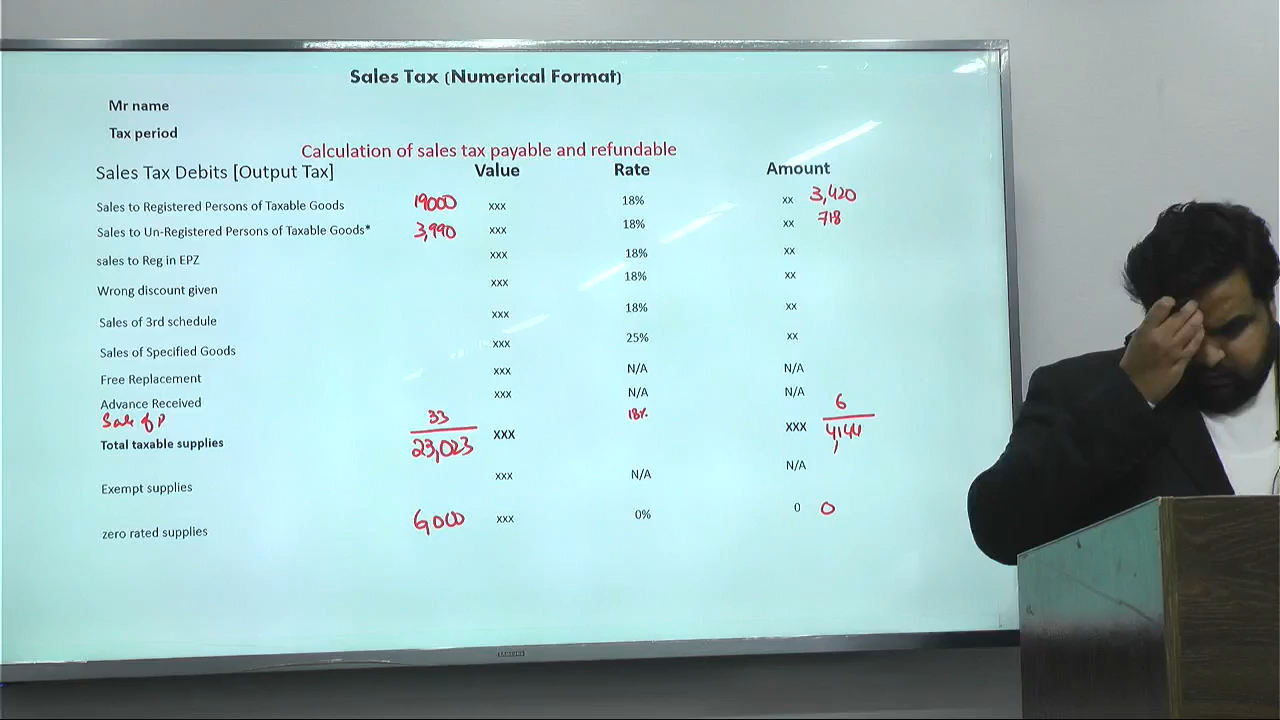 Sales Tax (Numerical Format)
Mr name
Tax period
Calculation of sales tax payable and refundable
Sales Tax Debits [Output Tax] Value Rate Amount
Sales to Registered Persons of Taxable Goods 19000 xxx 18% xx 3,420
Sales to Un-Registered Persons of Taxable Goods* 3,990 xxx 18% xx 718
sales to Reg in EPZ xxx 18% xx
Wrong discount given xxx 18% xx
Sales of 3rd schedule xxx 18% xx
Sales of Specified Goods xxx 25% xx
Free Replacement xxx N/A N/A
Advance Received xxx N/A N/A
Sale of P 33 18% 6
Total taxable supplies 23,023 xxx xxx 4,144
Exempt supplies xxx N/A N/A
zero rated supplies 6000 xxx 0% 0 0
SAMSUNG